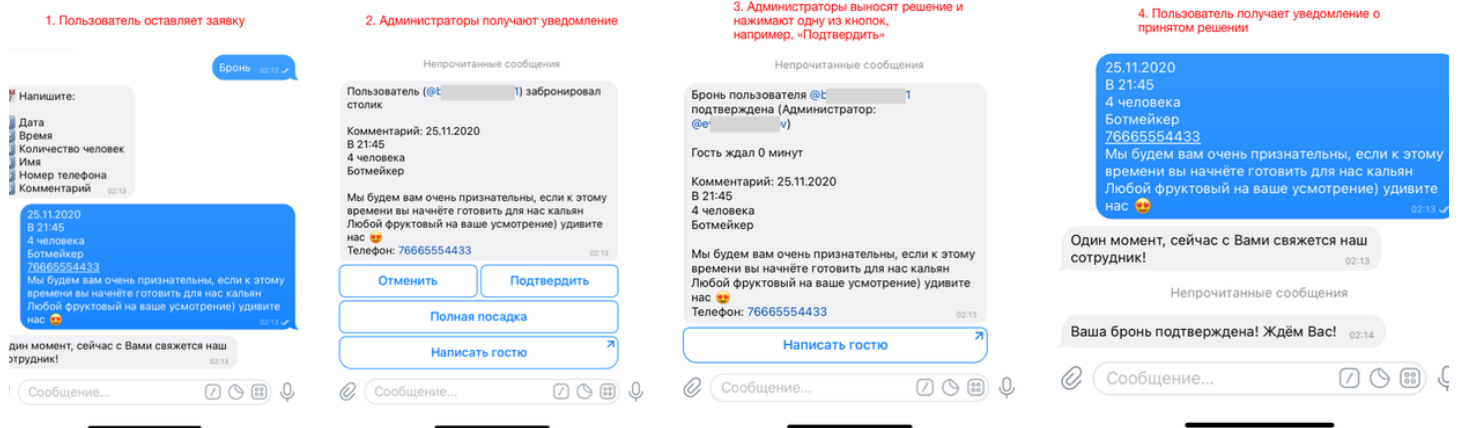 1. Пользователь оставляет заявку
Бронь 02:13
Напишите:
Дата
Время
Количество человек
Имя
Номер телефона
Комментарий 02:13
25.11.2020
В 21:45
4 человека
Ботмейкер
76665554433
Мы будем вам очень признательны, если к этому
времени вы начнёте готовить для нас кальян
Любой фруктовый на ваше усмотрение) удивите
нас 😍 02:13
дин момент, сейчас с Вами свяжется наш
отрудник! 02:13
Сообщение...
2. Администраторы получают уведомление
Непрочитанные сообщения
Пользователь (@b 1) забронировал
столик
Комментарий: 25.11.2020
В 21:45
4 человека
Ботмейкер
Мы будем вам очень признательны, если к этому
времени вы начнёте готовить для нас кальян
Любой фруктовый на ваше усмотрение) удивите
нас 😍
Телефон: 76665554433 02:13
Отменить Подтвердить
Полная посадка
Написать гостю
Сообщение...
3. Администраторы выносят решение и
нажимают одну из кнопок,
например, «Подтвердить»
Непрочитанные сообщения
Бронь пользователя @b 1
подтверждена (Администратор:
@e v)
Гость ждал 0 минут
Комментарий: 25.11.2020
В 21:45
4 человека
Ботмейкер
Мы будем вам очень признательны, если к этому
времени вы начнёте готовить для нас кальян
Любой фруктовый на ваше усмотрение) удивите
нас 😍
Телефон: 76665554433 02:13
Написать гостю
Сообщение...
4. Пользователь получает уведомление о
принятом решении
25.11.2020
В 21:45
4 человека
Ботмейкер
76665554433
Мы будем вам очень признательны, если к этому
времени вы начнёте готовить для нас кальян
Любой фруктовый на ваше усмотрение) удивите
нас 😍 02:13
Один момент, сейчас с Вами свяжется наш
сотрудник! 02:13
Непрочитанные сообщения
Ваша бронь подтверждена! Ждём Вас! 02:14
Сообщение...